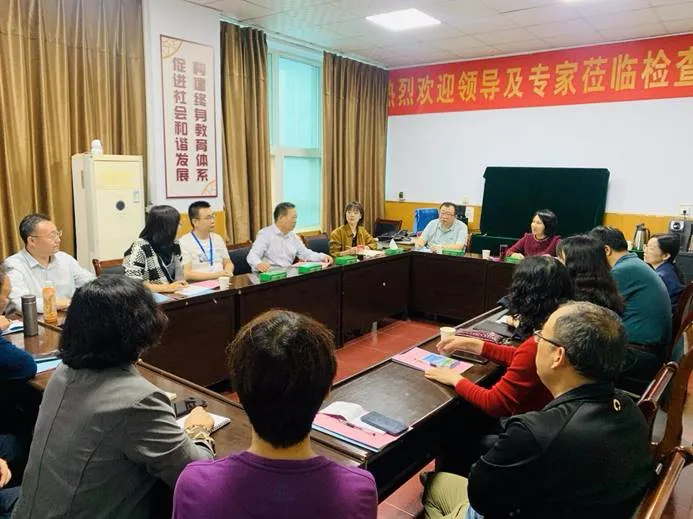 热烈欢迎领导及专家莅临检查
构建终身教育体系
促进社会和谐发展